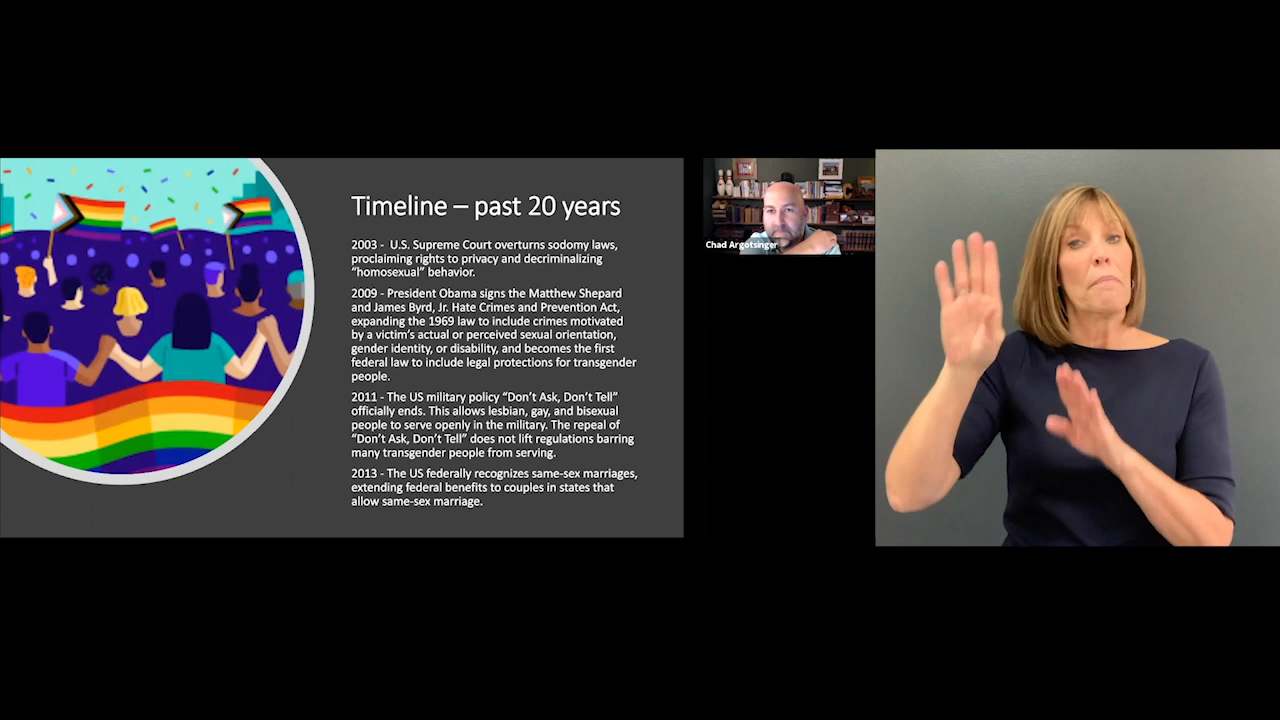 Timeline – past 20 years
2003 -  U.S. Supreme Court overturns sodomy laws,
proclaiming rights to privacy and decriminalizing
“homosexual” behavior.
2009 - President Obama signs the Matthew Shepard
and James Byrd, Jr. Hate Crimes and Prevention Act,
expanding the 1969 law to include crimes motivated
by a victim’s actual or perceived sexual orientation,
gender identity, or disability, and becomes the first
federal law to include legal protections for transgender
people.
2011 - The US military policy “Don’t Ask, Don’t Tell”
officially ends. This allows lesbian, gay, and bisexual
people to serve openly in the military. The repeal of
“Don’t Ask, Don’t Tell” does not lift regulations barring
many transgender people from serving.
2013 - The US federally recognizes same-sex marriages,
extending federal benefits to couples in states that
allow same-sex marriage.
Chad Argotsinger